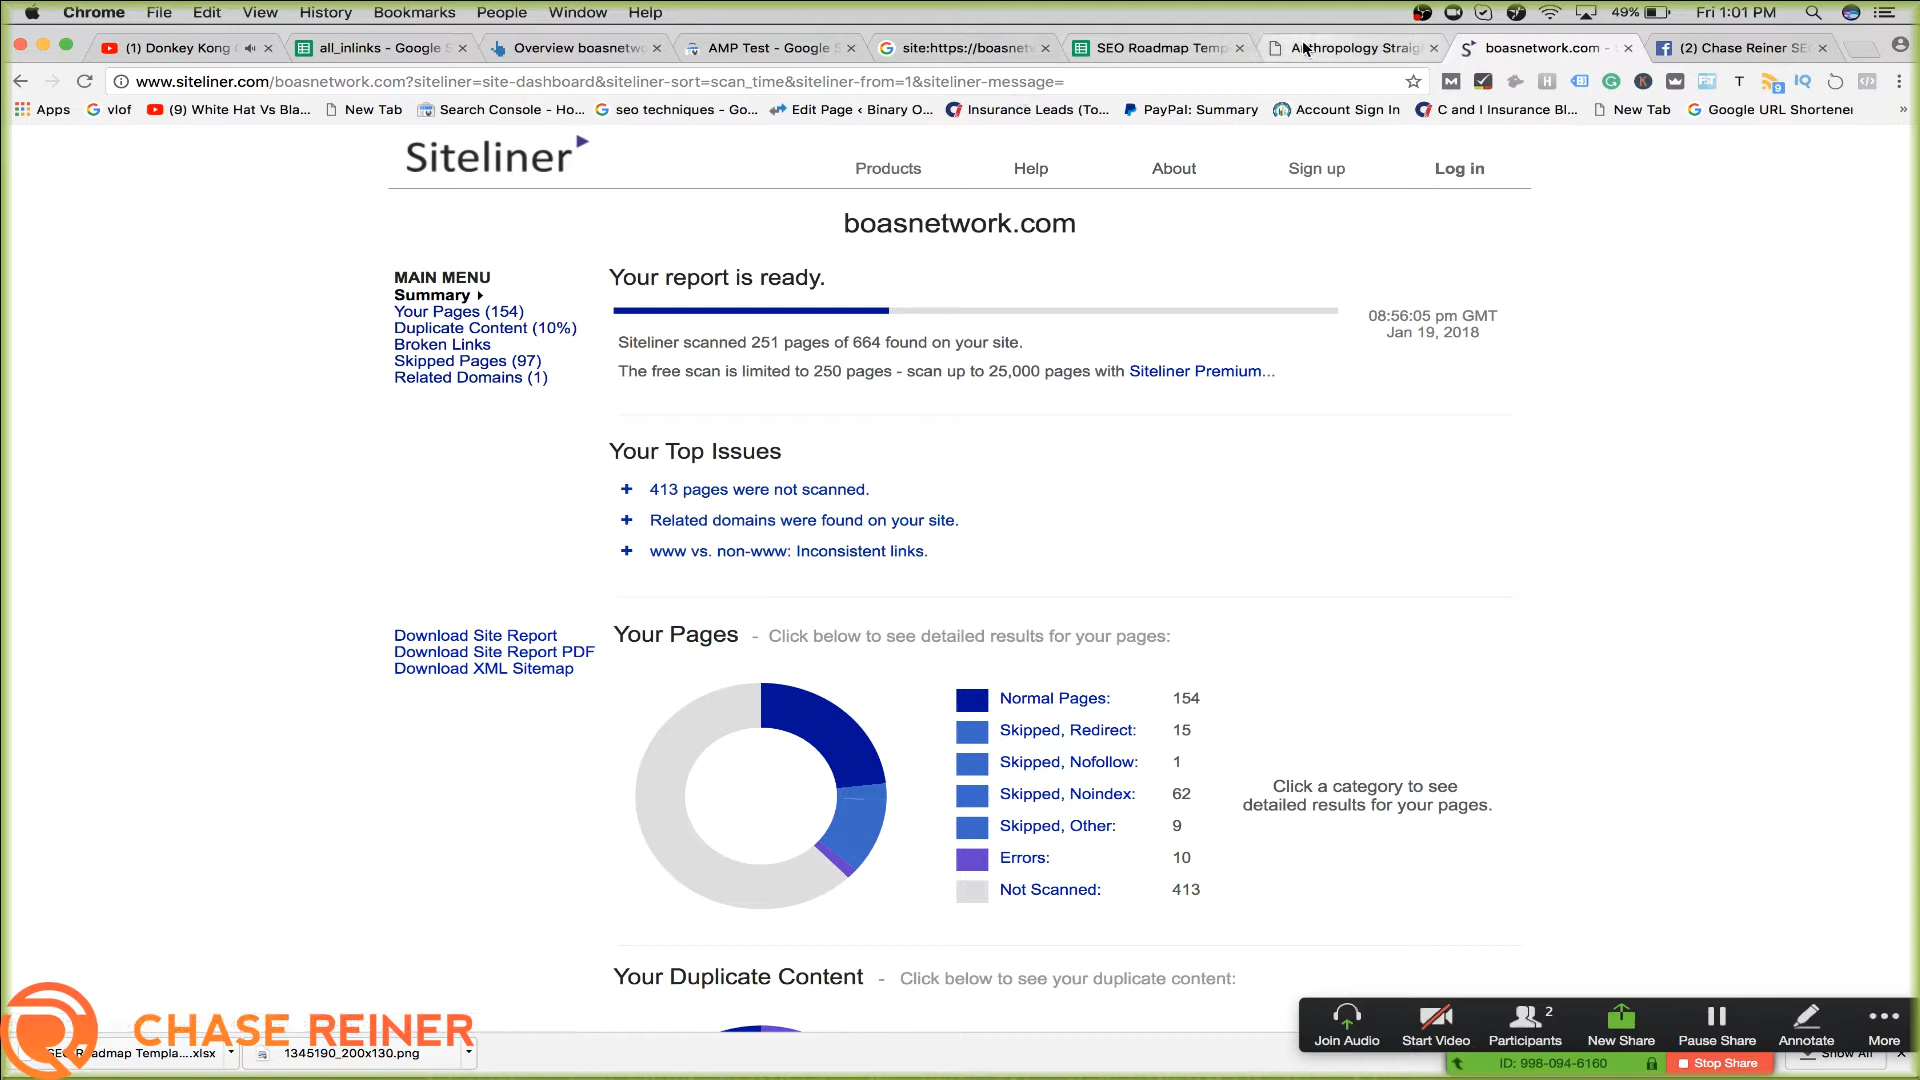 Chrome File Edit View History Bookmarks People Window Help 49% Fri 1:01 PM
(1) Donkey Kong all_inlinks - Google S Overview boasnetwo AMP Test - Google S site:https://boasnet SEO Roadmap Temp Anthropology Straig boasnetwork.com - (2) Chase Reiner SE
www.siteliner.com/boasnetwork.com?siteliner=site-dashboard&siteliner-sort=scan_time&siteliner-from=1&siteliner-message=
Apps vlof (9) White Hat Vs Bla... New Tab Search Console - Ho... seo techniques - Go... Edit Page ‹ Binary O... Insurance Leads (To... PayPal: Summary Account Sign In C and I Insurance Bl... New Tab Google URL Shortener »
Siteliner
Products Help About Sign up Log in
boasnetwork.com
MAIN MENU
Summary
Your Pages (154)
Duplicate Content (10%)
Broken Links
Skipped Pages (97)
Related Domains (1)
Your report is ready.
08:56:05 pm GMT
Jan 19, 2018
Siteliner scanned 251 pages of 664 found on your site.
The free scan is limited to 250 pages - scan up to 25,000 pages with Siteliner Premium...
Your Top Issues
+ 413 pages were not scanned.
+ Related domains were found on your site.
+ www vs. non-www: Inconsistent links.
Download Site Report
Download Site Report PDF
Download XML Sitemap
Your Pages - Click below to see detailed results for your pages:
Normal Pages: 154
Skipped, Redirect: 15
Skipped, Nofollow: 1
Skipped, Noindex: 62
Skipped, Other: 9
Errors: 10
Not Scanned: 413
Click a category to see
detailed results for your pages.
Your Duplicate Content - Click below to see your duplicate content:
CHASE REINER
Roadmap Templa....xlsx 1345190_200x130.png
2
Join Audio Start Video Participants New Share Pause Share Annotate More
ID: 998-094-6160 Stop Share Show All